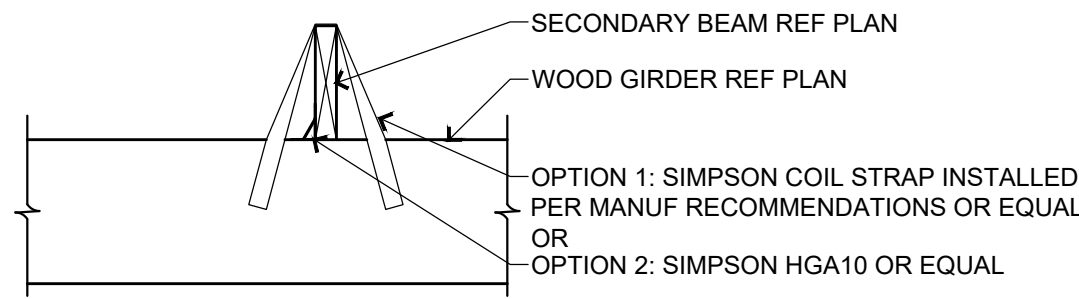 SECONDARY BEAM REF PLAN
WOOD GIRDER REF PLAN
OPTION 1: SIMPSON COIL STRAP INSTALLED
PER MANUF RECOMMENDATIONS OR EQUAL
OR
OPTION 2: SIMPSON HGA10 OR EQUAL